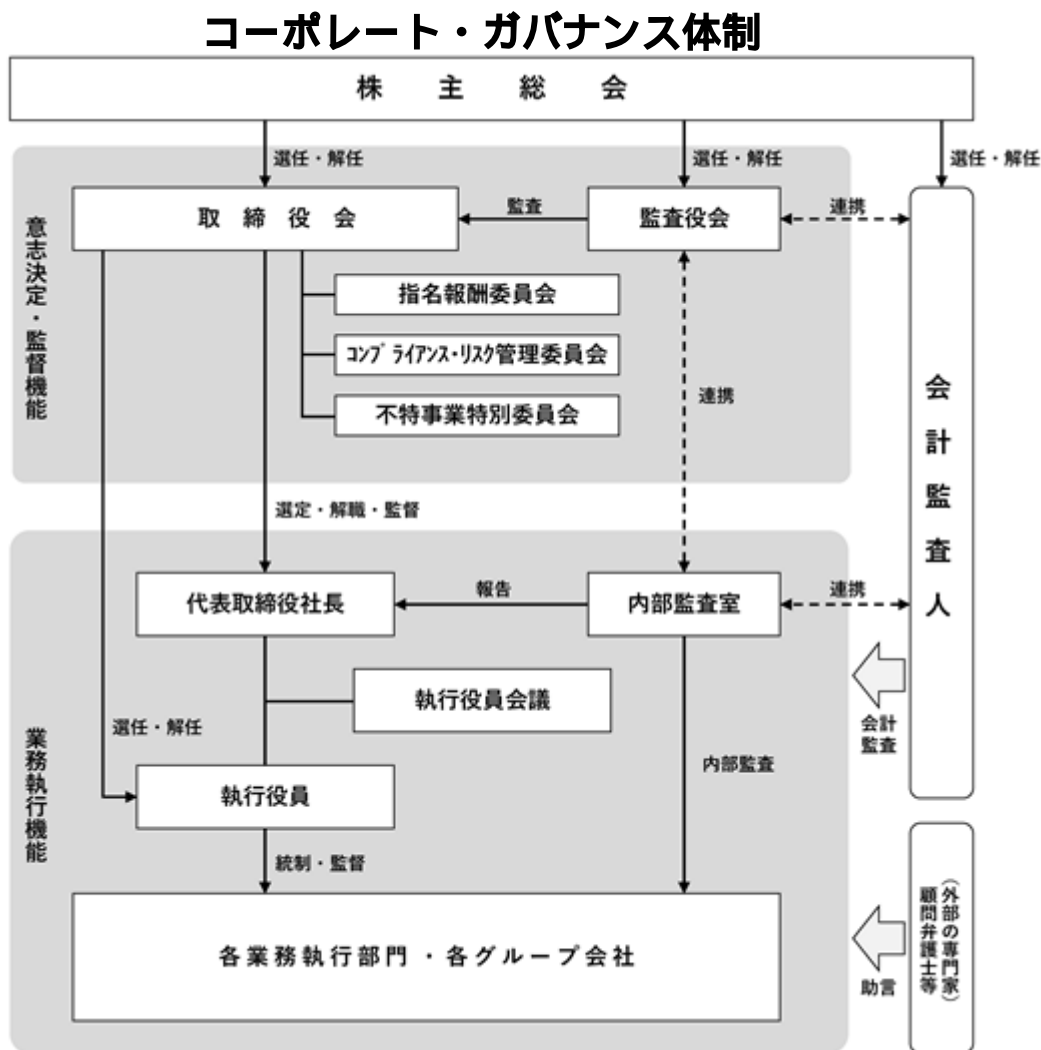 コーポレート・ガバナンス体制
株主総会
選任・解任
選任・解任
選任・解任
意志決定・監督機能
取締役会
監査
監査役会
連携
指名報酬委員会
コンプライアンス・リスク管理委員会
不特事業特別委員会
連携
会計監査人
選定・解職・監督
代表取締役社長
報告
内部監査室
連携
執行役員会議
会計
監査
選任・解任
業務執行機能
内部監査
執行役員
統制・監督
各業務執行部門・各グループ会社
(外部の専門家)
顧問弁護士等
助言